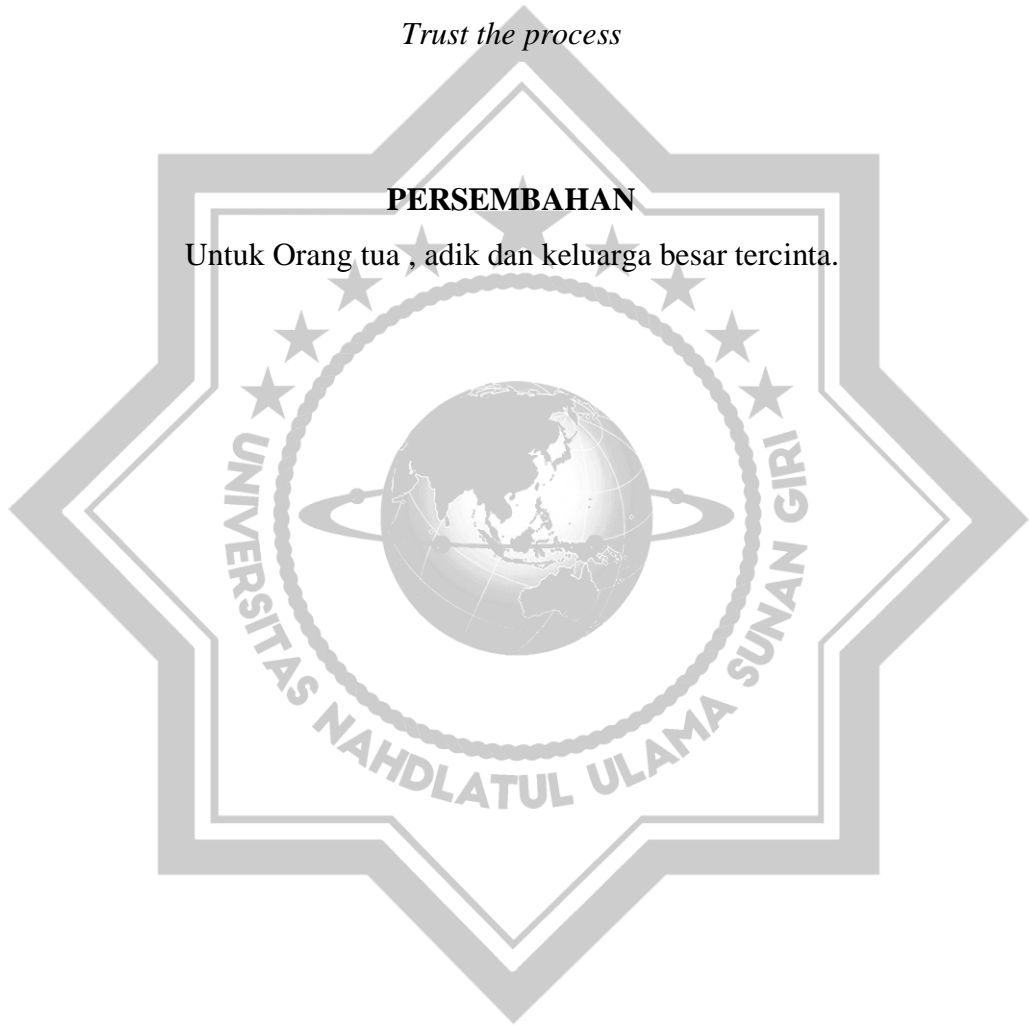 Trust the process
PERSEMBAHAN
Untuk Orang tua , adik dan keluarga besar tercinta.
UNIVERSITAS NAHDLATUL ULAMA SUNAN GIRI